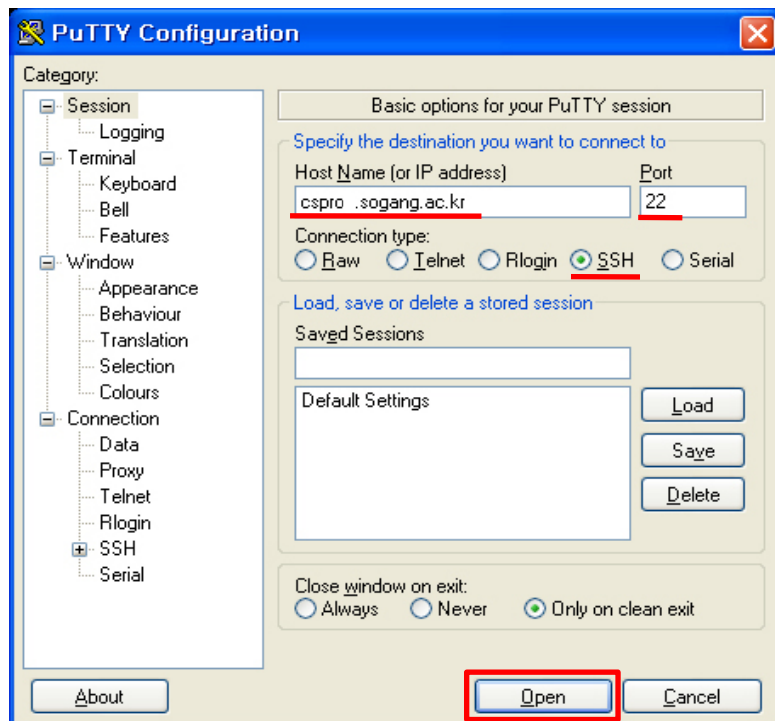 PuTTY Configuration
Category:
Session
Logging
Terminal
Keyboard
Bell
Features
Window
Appearance
Behaviour
Translation
Selection
Colours
Connection
Data
Proxy
Telnet
Rlogin
SSH
Serial
Basic options for your PuTTY session
Specify the destination you want to connect to
Host Name (or IP address) Port
cspro .sogang.ac.kr 22
Connection type:
Raw Telnet Rlogin SSH Serial
Load, save or delete a stored session
Saved Sessions
Default Settings
Load
Save
Delete
Close window on exit:
Always Never Only on clean exit
About Open Cancel